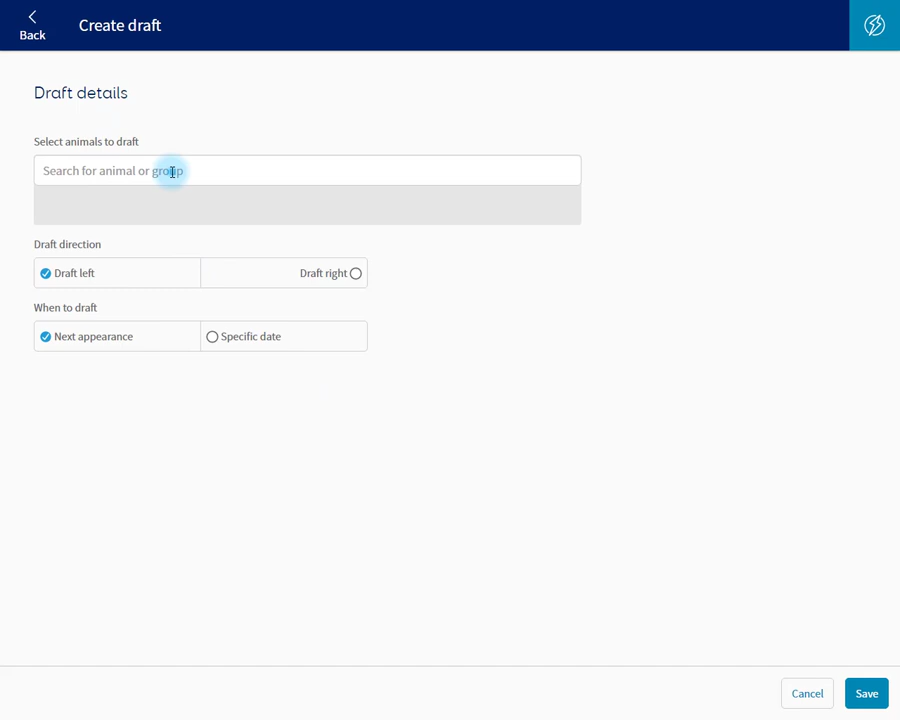 Back
Create draft
Draft details
Select animals to draft
Search for animal or group
Draft direction
Draft left
Draft right
When to draft
Next appearance
Specific date
Cancel
Save